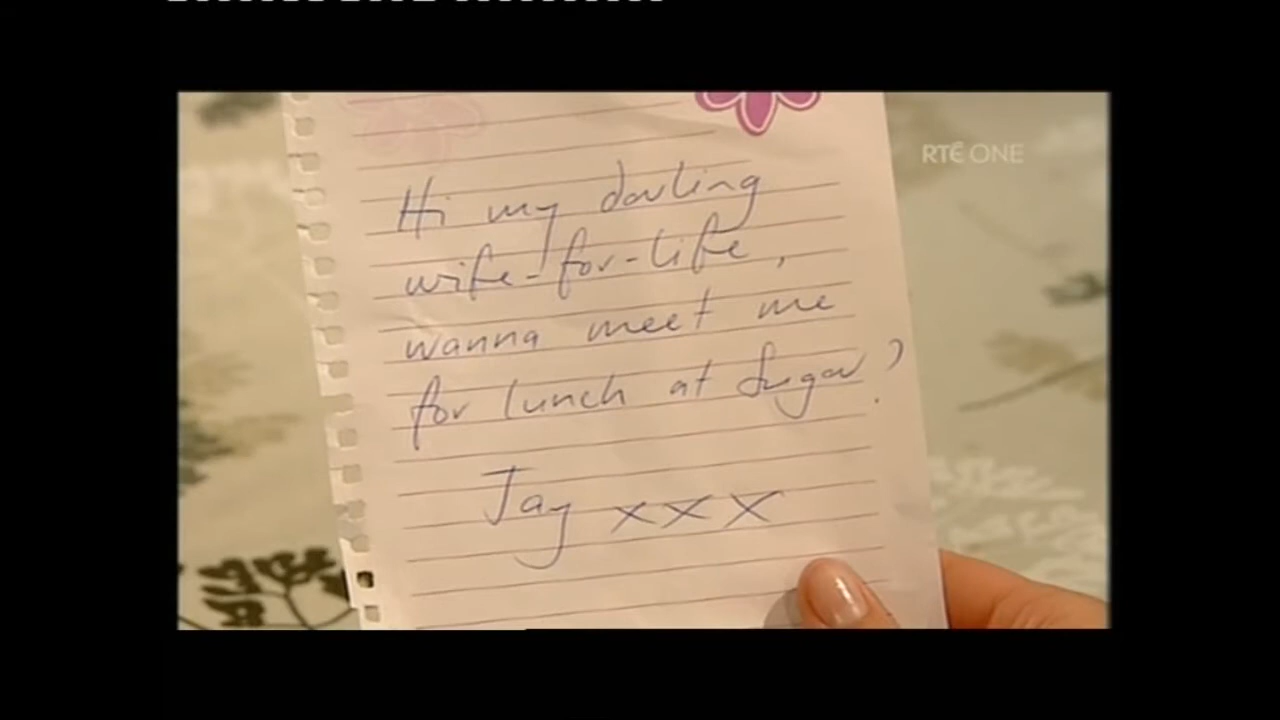 RTÉ ONE
Hi my darling
wife-for-life,
wanna meet me
for lunch at Sugar?
Jay xxx